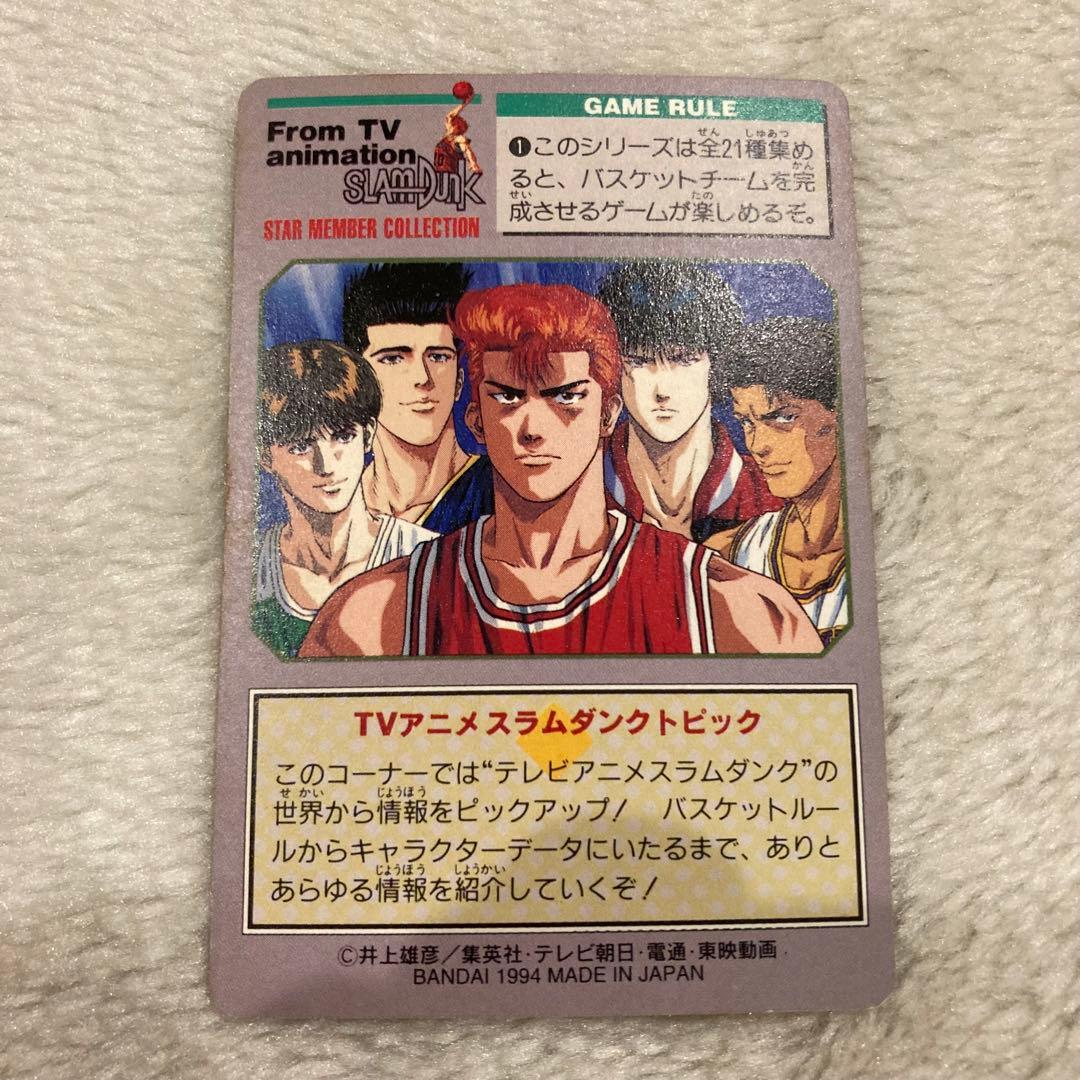 From TV
animation
SLAM DUNK
STAR MEMBER COLLECTION
GAME RULE
❶このシリーズは全21種集め
ると、バスケットチームを完
成させるゲームが楽しめるぞ。
TVアニメスラムダンクトピック
このコーナーでは“テレビアニメスラムダンク”の
世界から情報をピックアップ! バスケットルー
ルからキャラクターデータにいたるまで、ありと
あらゆる情報を紹介していくぞ!
©井上雄彦/集英社・テレビ朝日・電通・東映動画
BANDAI 1994 MADE IN JAPAN